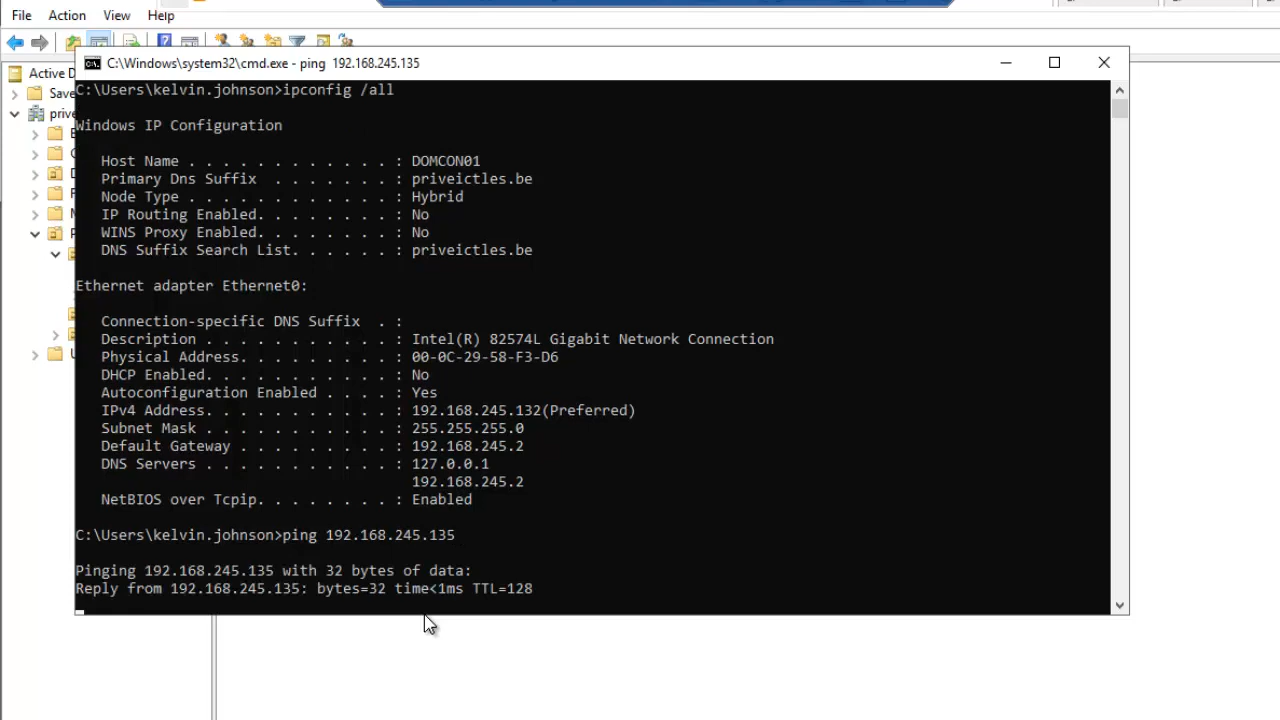 File Action View Help
C:\Windows\system32\cmd.exe - ping 192.168.245.135
Active D
Save
prive
C:\Users\kelvin.johnson>ipconfig /all
Windows IP Configuration
Host Name . . . . . . . . . . . . : DOMCON01
Primary Dns Suffix . . . . . . . : priveictles.be
Node Type . . . . . . . . . . . . : Hybrid
IP Routing Enabled. . . . . . . . : No
WINS Proxy Enabled. . . . . . . . : No
DNS Suffix Search List. . . . . . : priveictles.be
Ethernet adapter Ethernet0:
Connection-specific DNS Suffix . :
Description . . . . . . . . . . . : Intel(R) 82574L Gigabit Network Connection
Physical Address. . . . . . . . . : 00-0C-29-58-F3-D6
DHCP Enabled. . . . . . . . . . . : No
Autoconfiguration Enabled . . . . : Yes
IPv4 Address. . . . . . . . . . . : 192.168.245.132(Preferred)
Subnet Mask . . . . . . . . . . . : 255.255.255.0
Default Gateway . . . . . . . . . : 192.168.245.2
DNS Servers . . . . . . . . . . . : 127.0.0.1
192.168.245.2
NetBIOS over Tcpip. . . . . . . . : Enabled
C:\Users\kelvin.johnson>ping 192.168.245.135
Pinging 192.168.245.135 with 32 bytes of data:
Reply from 192.168.245.135: bytes=32 time<1ms TTL=128